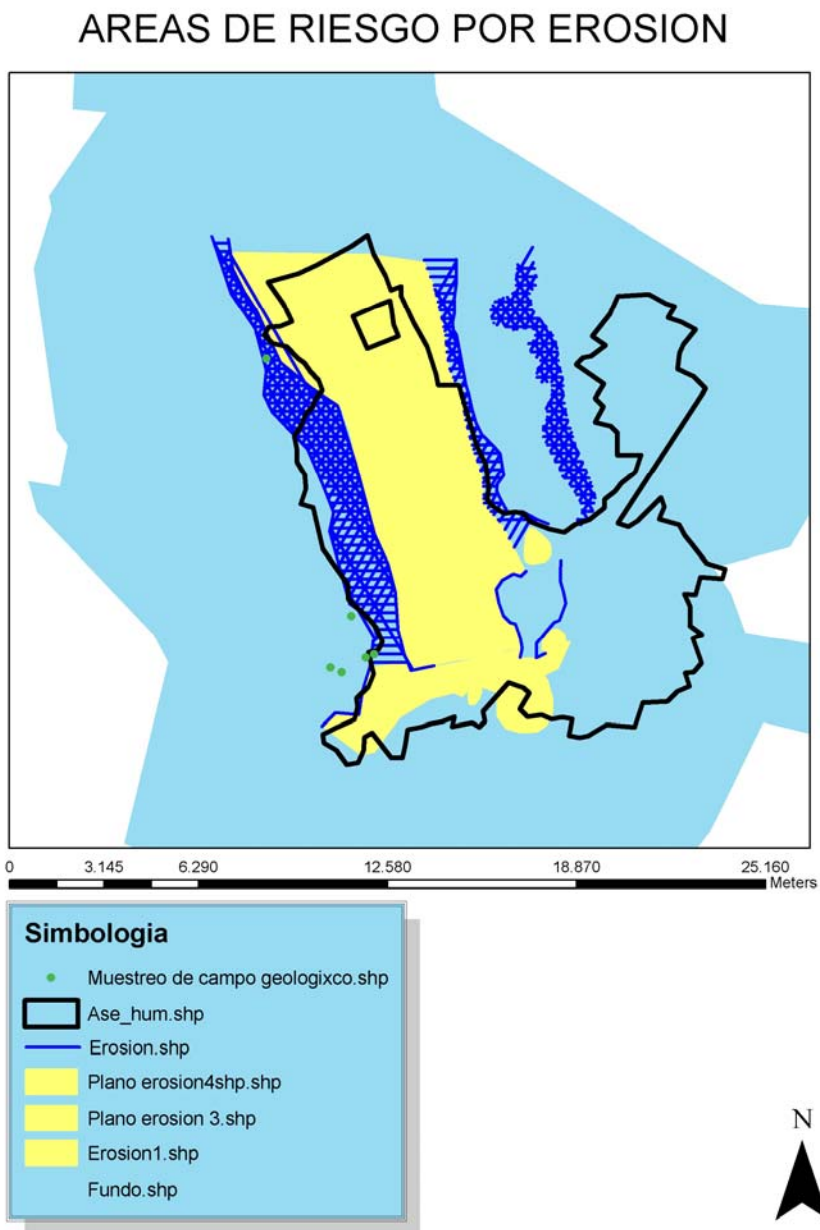 AREAS DE RIESGO POR EROSION
0 3.145 6.290 12.580 18.870 25.160
Meters
Simbologia
Muestreo de campo geologixco.shp
Ase_hum.shp
Erosion.shp
Plano erosion4shp.shp
Plano erosion 3.shp
Erosion1.shp
Fundo.shp
N